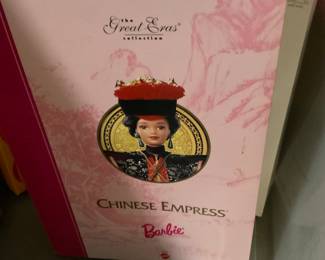 the
Great Eras®
collection
CHINESE EMPRESS®
Barbie®